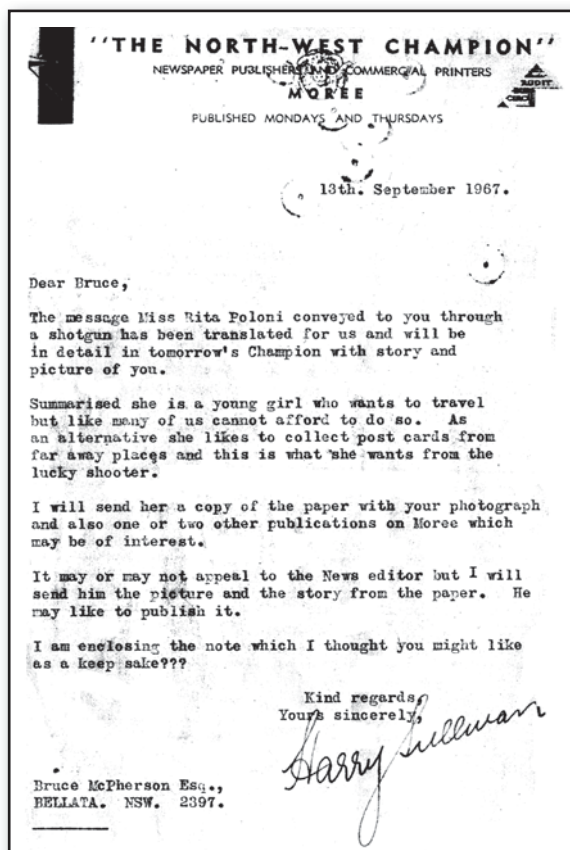 "THE NORTH-WEST CHAMPION"
NEWSPAPER PUBLISHERS AND COMMERCIAL PRINTERS
MOREE
AUDIT
PUBLISHED MONDAYS AND THURSDAYS
13th. September 1967.
Dear Bruce,
The message Miss Rita Poloni conveyed to you through
a shotgun has been translated for us and will be
in detail in tomorrow's Champion with story and
picture of you.
Summarised she is a young girl who wants to travel
but like many of us cannot afford to do so. As
an alternative she likes to collect post cards from
far away places and this is what she wants from the
lucky shooter.
I will send her a copy of the paper with your photograph
and also one or two other publications on Moree which
may be of interest.
It may or may not appeal to the News editor but I will
send him the picture and the story from the paper. He
may like to publish it.
I am enclosing the note which I thought you might like
as a keep sake???
Kind regards,
Yours sincerely,
Harry Sullivan
Bruce McPherson Esq.,
BELLATA. NSW. 2397.